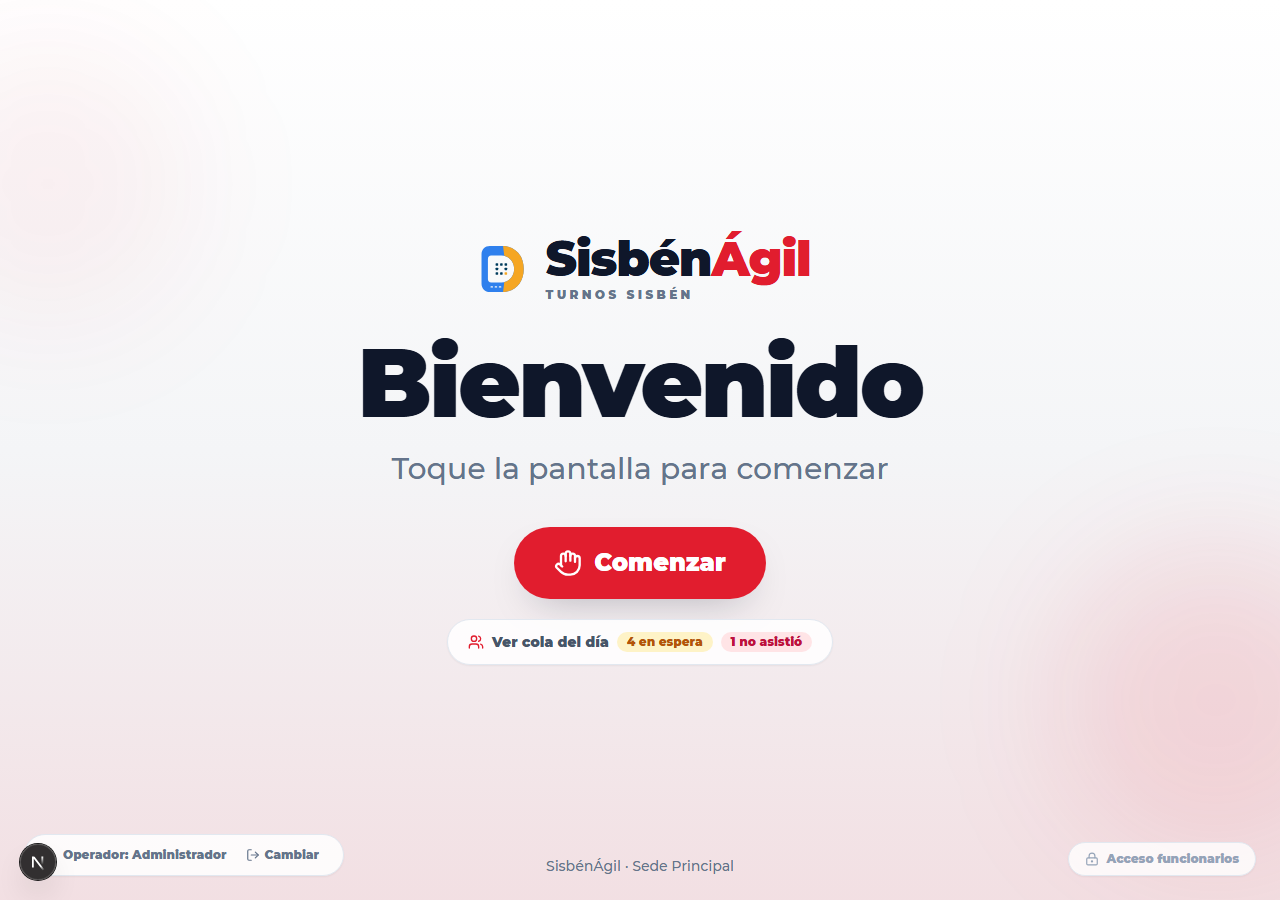 SisbénÁgil
TURNOS SISBÉN
Bienvenido
Toque la pantalla para comenzar
Comenzar
Ver cola del día 4 en espera 1 no asistió
N Operador: Administrador Cambiar
SisbénÁgil · Sede Principal
Acceso funcionarios